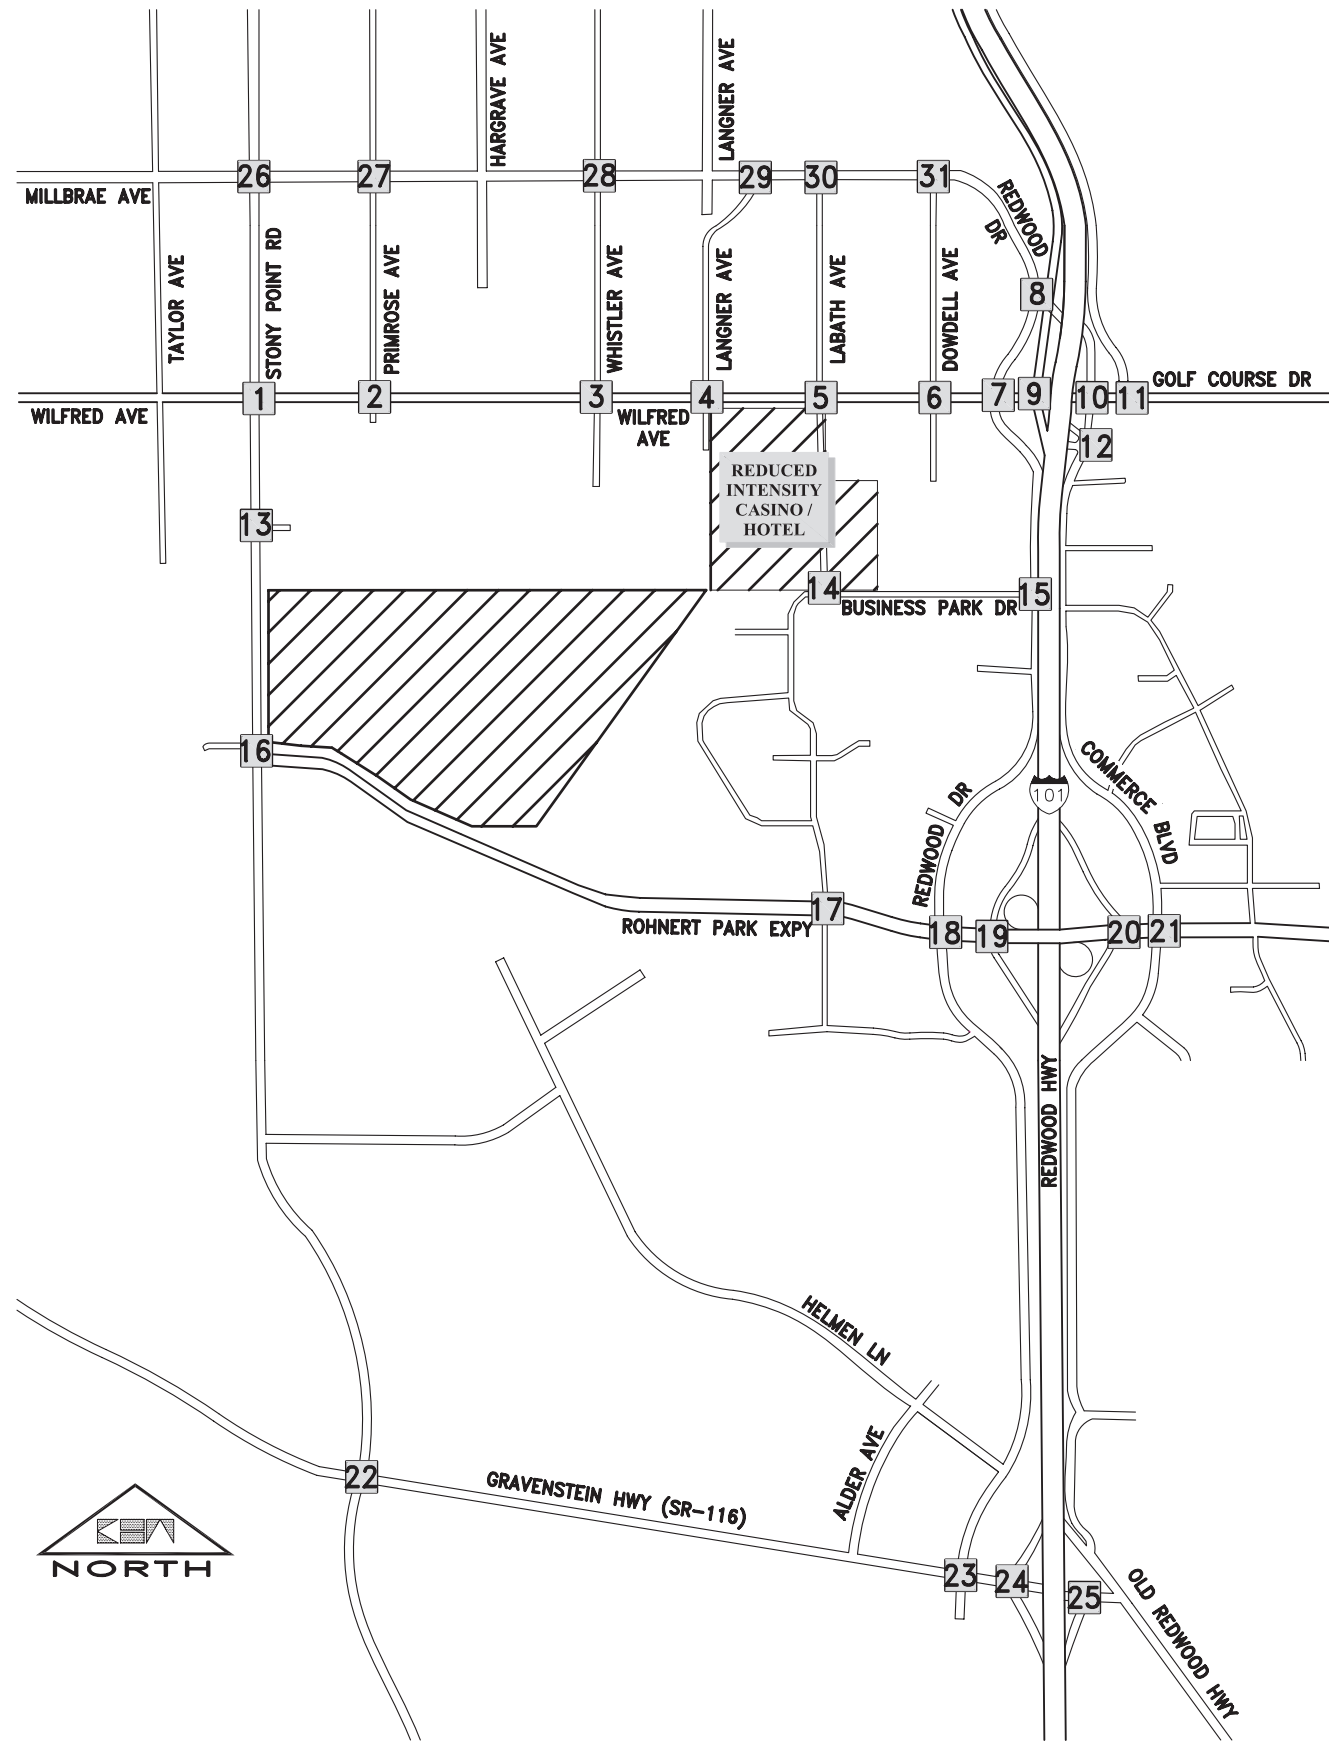 HARGRAVE AVE
LANGNER AVE
26
27
28
29
30
31
MILLBRAE AVE
REDWOOD
DR
TAYLOR AVE
STONY POINT RD
PRIMROSE AVE
WHISTLER AVE
LANGNER AVE
LABATH AVE
DOWDELL AVE
8
1
2
3
4
5
6
7
9
10
11
GOLF COURSE DR
WILFRED AVE
WILFRED
AVE
12
REDUCED
INTENSITY
CASINO /
HOTEL
13
14
BUSINESS PARK DR
15
16
COMMERCE BLVD
101
REDWOOD DR
17
ROHNERT PARK EXPY
18
19
20
21
REDWOOD HWY
HELMEN LN
ALDER AVE
22
GRAVENSTEIN HWY (SR-116)
NORTH
23
24
25
OLD REDWOOD HWY